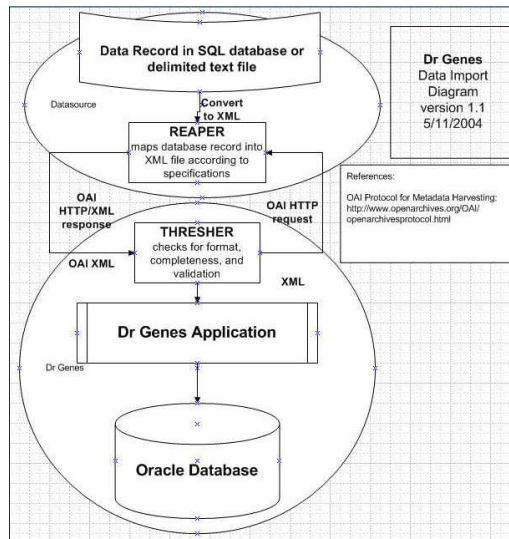 Data Record in SQL database or
delimited text file
Datasource
Convert
to XML
REAPER
maps database record into
XML file according to
specifications
OAI
HTTP/XML
response
OAI HTTP
request
THRESHER
checks for format,
completeness, and
validation
OAI XML
XML
Dr Genes Application
Dr Genes
Oracle Database
Dr Genes
Data Import
Diagram
version 1.1
5/11/2004
References:
OAI Protocol for Metadata Harvesting:
http://www.openarchives.org/OAI/
openarchivesprotocol.html